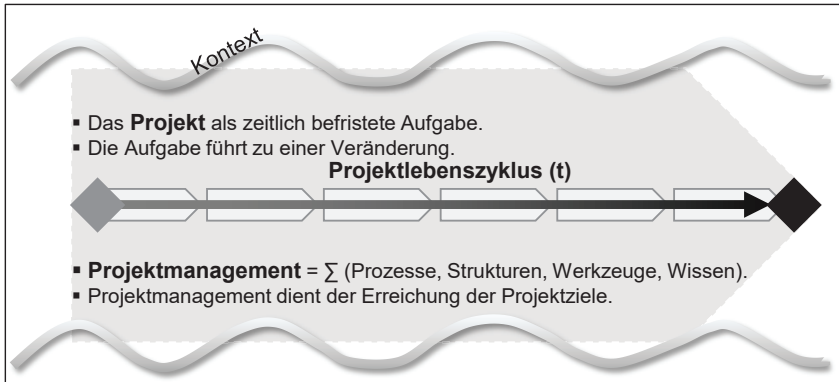 Kontext
▪ Das Projekt als zeitlich befristete Aufgabe.
▪ Die Aufgabe führt zu einer Veränderung.
Projektlebenszyklus (t)
▪ Projektmanagement = ∑ (Prozesse, Strukturen, Werkzeuge, Wissen).
▪ Projektmanagement dient der Erreichung der Projektziele.